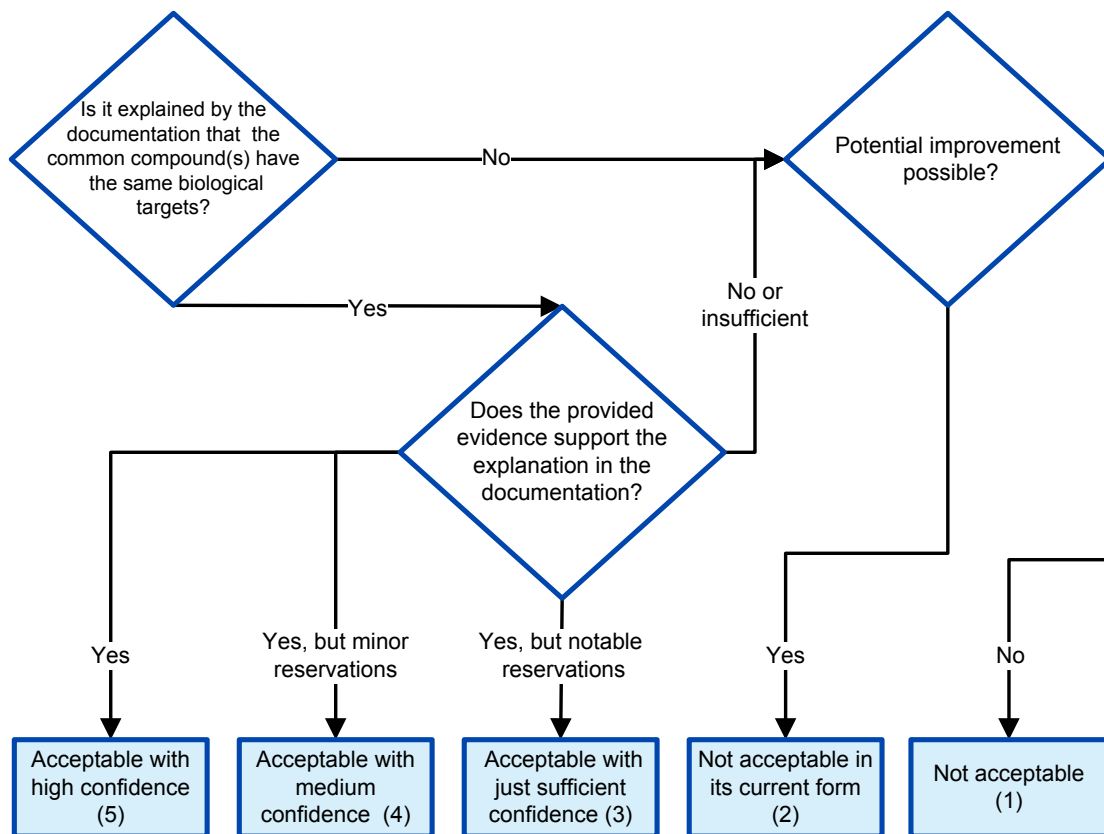 Is it explained by the
documentation that the
common compound(s) have
the same biological
targets?
No
Potential improvement
possible?
Yes
No or
insufficient
Does the provided
evidence support the
explanation in the
documentation?
Yes
Yes, but minor
reservations
Yes, but notable
reservations
Yes
No
Acceptable with
high confidence
(5)
Acceptable with
medium
confidence (4)
Acceptable with
just sufficient
confidence (3)
Not acceptable in
its current form
(2)
Not acceptable
(1)